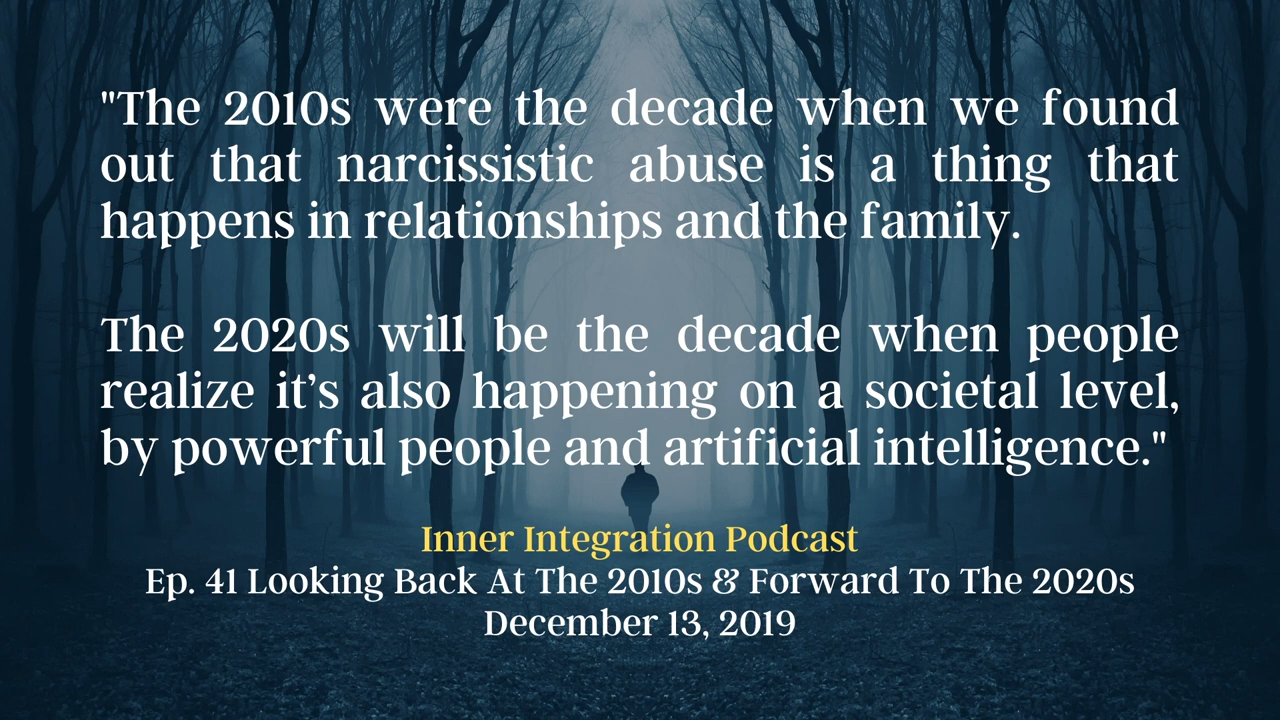 "The 2010s were the decade when we found
out that narcissistic abuse is a thing that
happens in relationships and the family.
The 2020s will be the decade when people
realize it’s also happening on a societal level,
by powerful people and artificial intelligence."
Inner Integration Podcast
Ep. 41 Looking Back At The 2010s & Forward To The 2020s
December 13, 2019